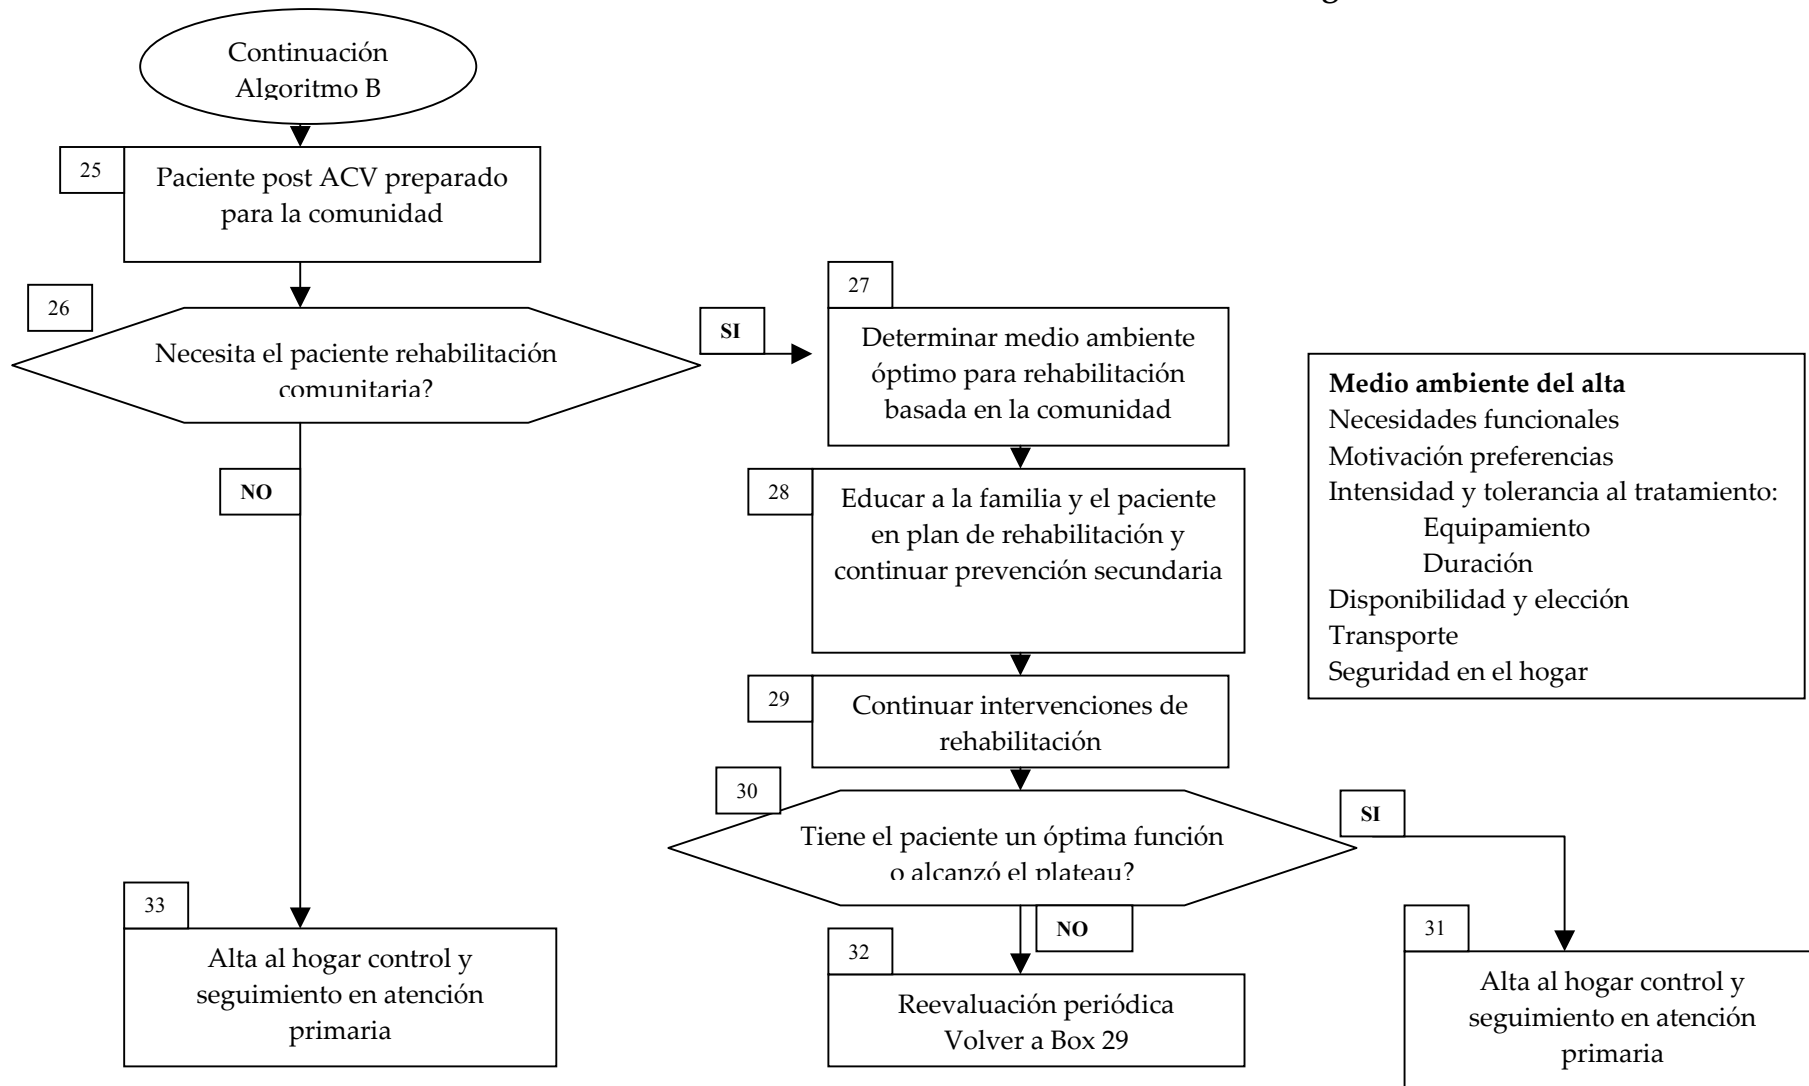 Continuación
Algoritmo B
25
Paciente post ACV preparado
para la comunidad
26
Necesita el paciente rehabilitación
comunitaria?
SI
NO
27
Determinar medio ambiente
óptimo para rehabilitación
basada en la comunidad
28
Educar a la familia y el paciente
en plan de rehabilitación y
continuar prevención secundaria
29
Continuar intervenciones de
rehabilitación
30
Tiene el paciente un óptima función
o alcanzó el plateau?
SI
NO
Medio ambiente del alta
Necesidades funcionales
Motivación preferencias
Intensidad y tolerancia al tratamiento:
Equipamiento
Duración
Disponibilidad y elección
Transporte
Seguridad en el hogar
33
Alta al hogar control y
seguimiento en atención
primaria
32
Reevaluación periódica
Volver a Box 29
31
Alta al hogar control y
seguimiento en atención
primaria